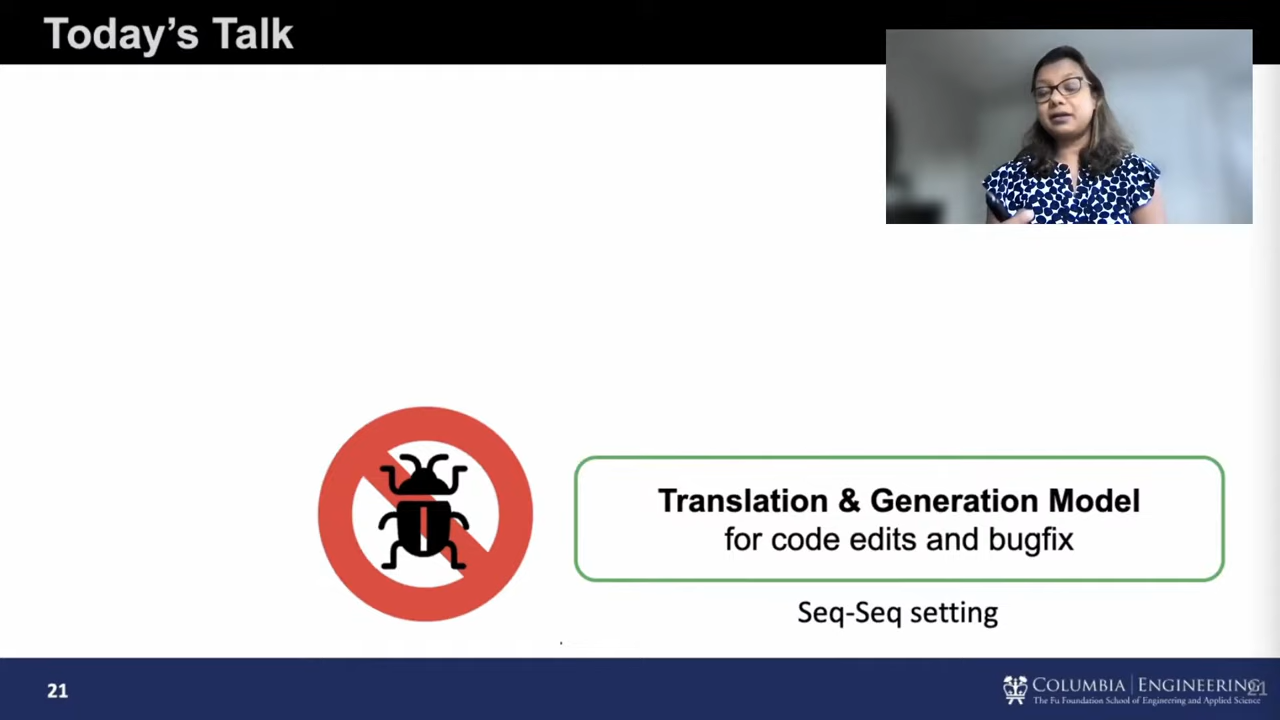 Today's Talk
Translation & Generation Model
for code edits and bugfix
Seq-Seq setting
21
COLUMBIA | ENGINEERING
The Fu Foundation School of Engineering and Applied Science
21